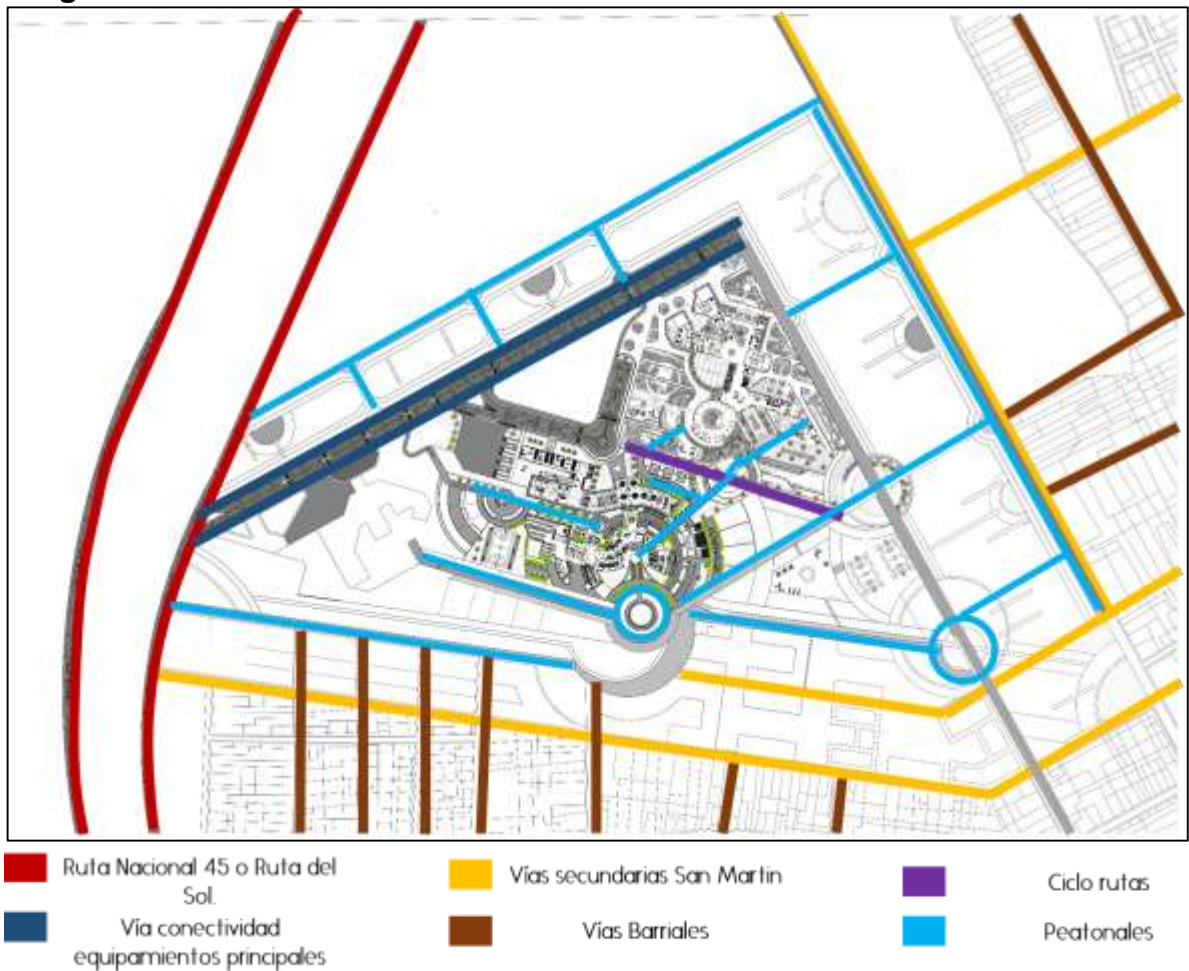 Ruta Nacional 45 o Ruta del
Sol.
Vía conectividad
equipamientos principales
Vías secundarias San Martin
Vías Barriales
Ciclo rutas
Peatonales